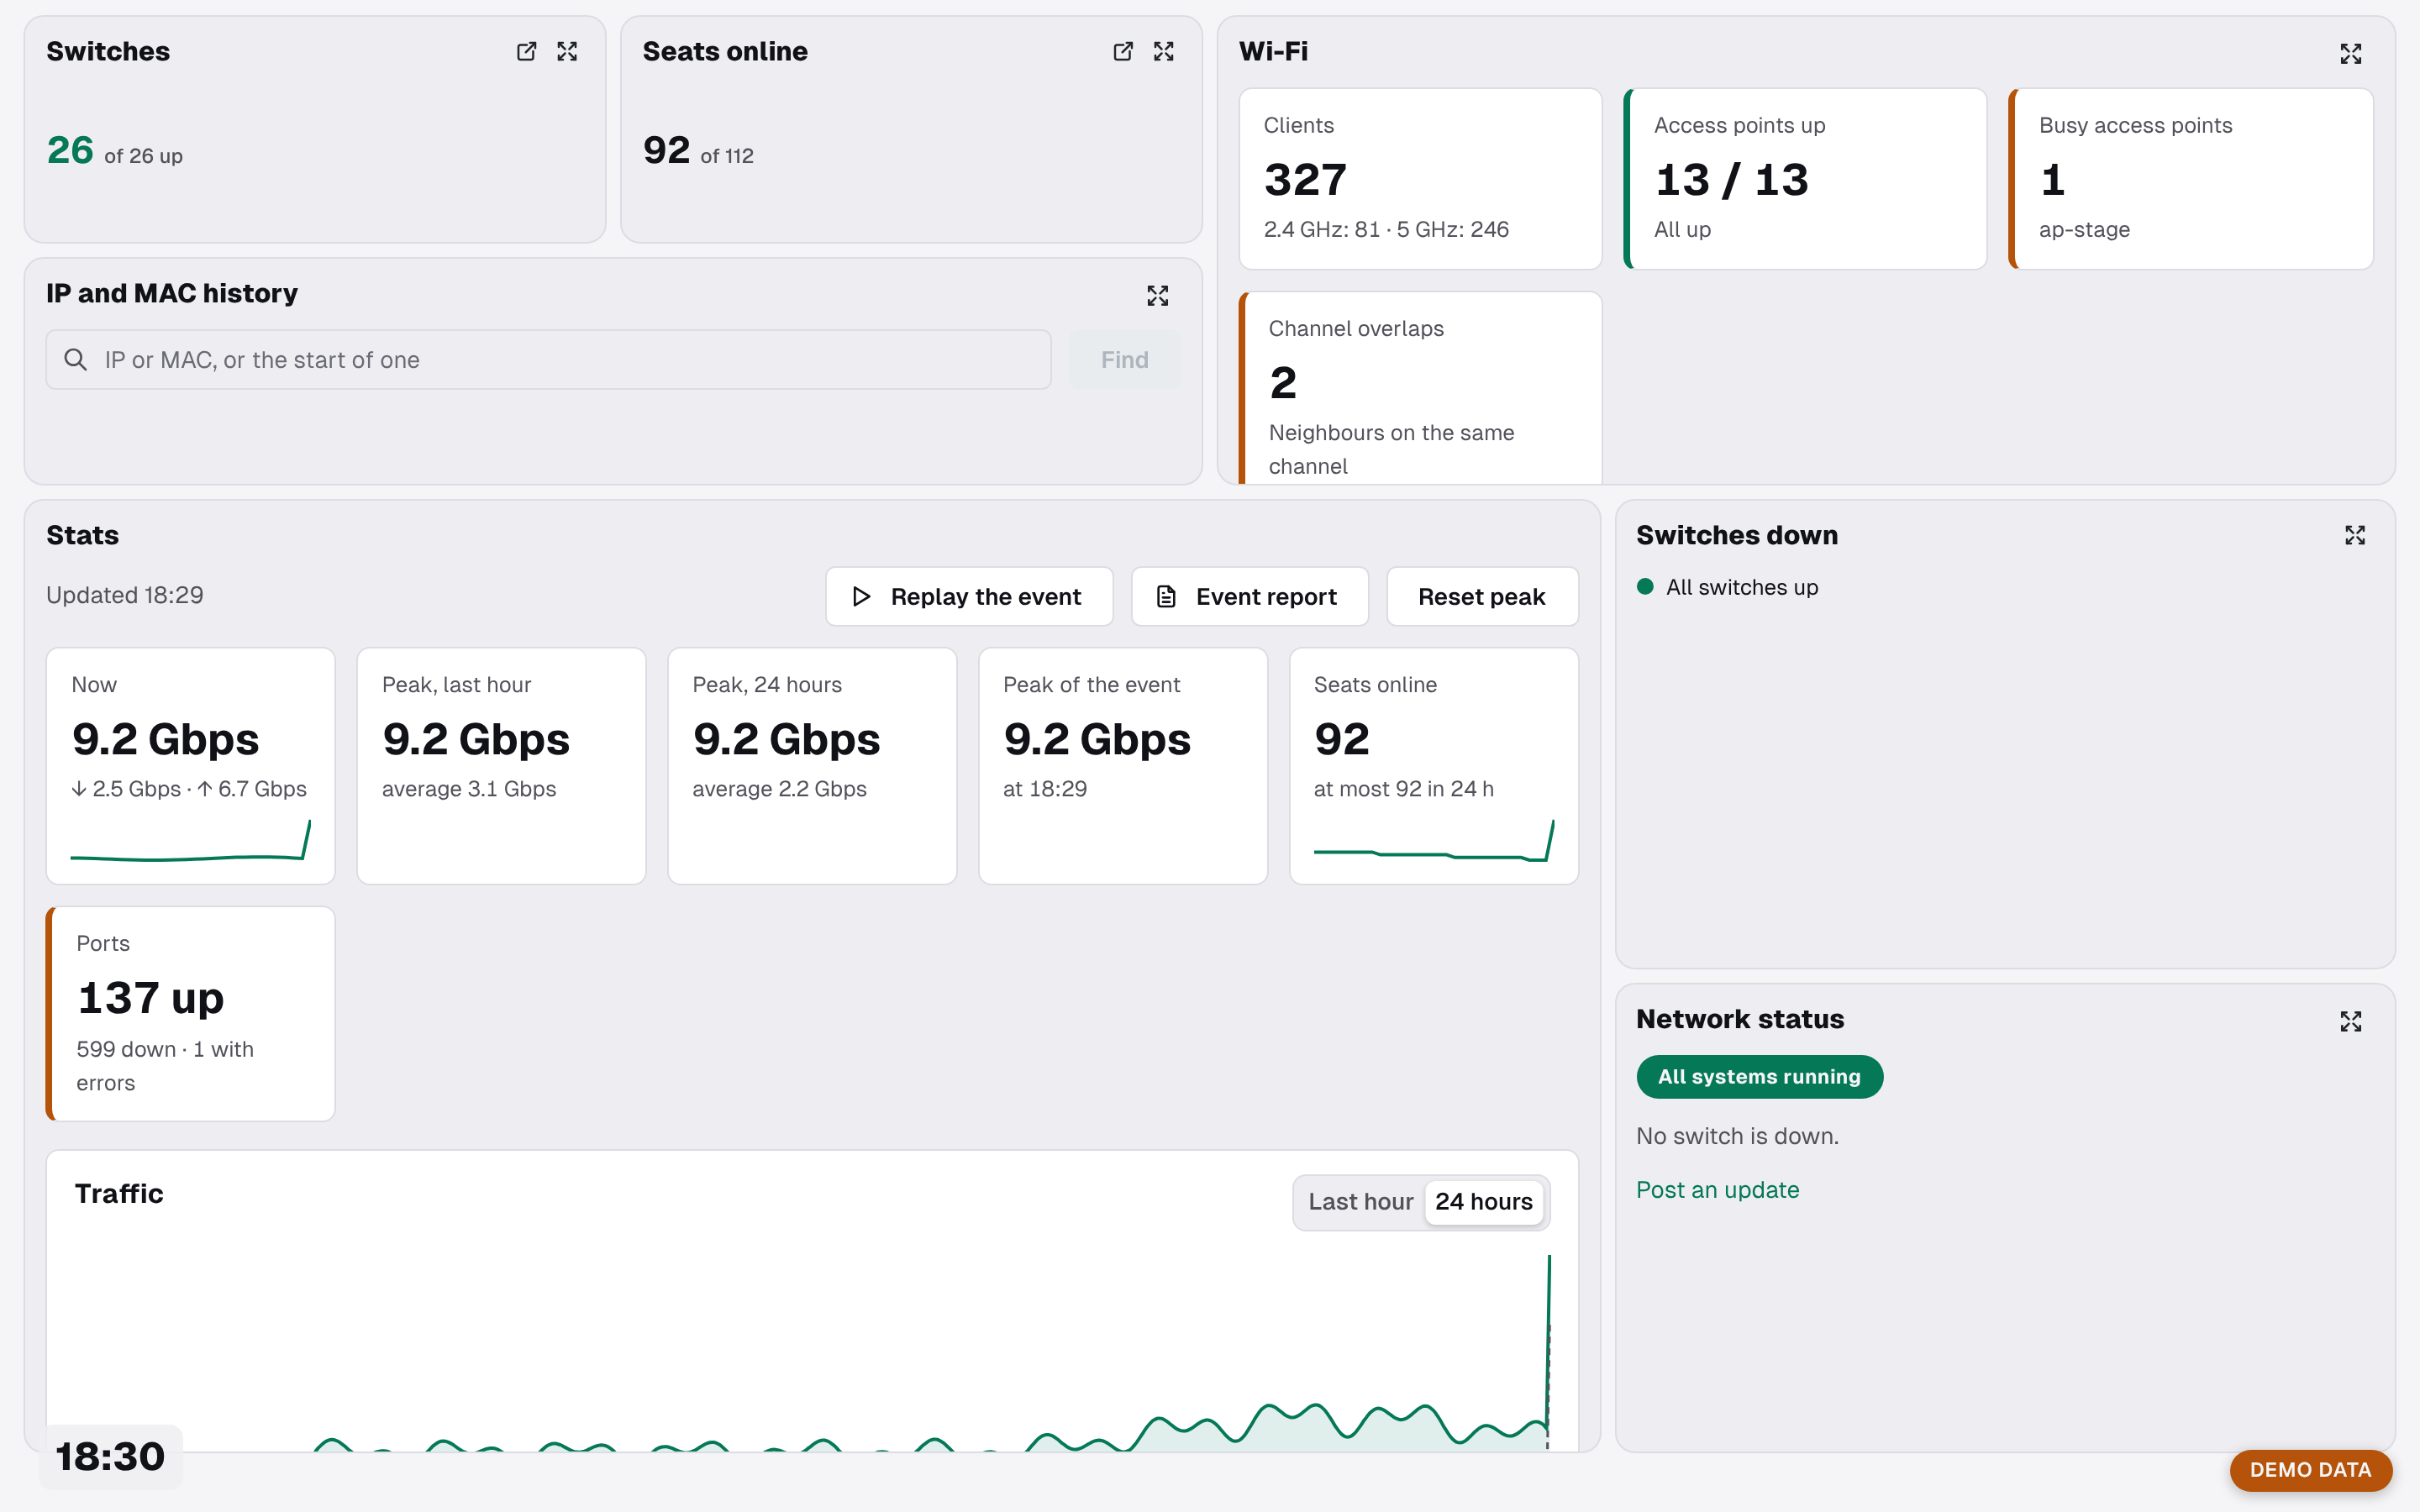 Switches
26 of 26 up
Seats online
92 of 112
Wi-Fi
Clients
327
2.4 GHz: 81 · 5 GHz: 246
Access points up
13 / 13
All up
Busy access points
1
ap-stage
Channel overlaps
2
Neighbours on the same
channel
IP and MAC history
IP or MAC, or the start of one
Find
Stats
Updated 18:29
Replay the event
Event report
Reset peak
Now
9.2 Gbps
↓ 2.5 Gbps · ↑ 6.7 Gbps
Peak, last hour
9.2 Gbps
average 3.1 Gbps
Peak, 24 hours
9.2 Gbps
average 2.2 Gbps
Peak of the event
9.2 Gbps
at 18:29
Seats online
92
at most 92 in 24 h
Ports
137 up
599 down · 1 with
errors
Traffic
Last hour
24 hours
Switches down
All switches up
Network status
All systems running
No switch is down.
Post an update
18:30
DEMO DATA